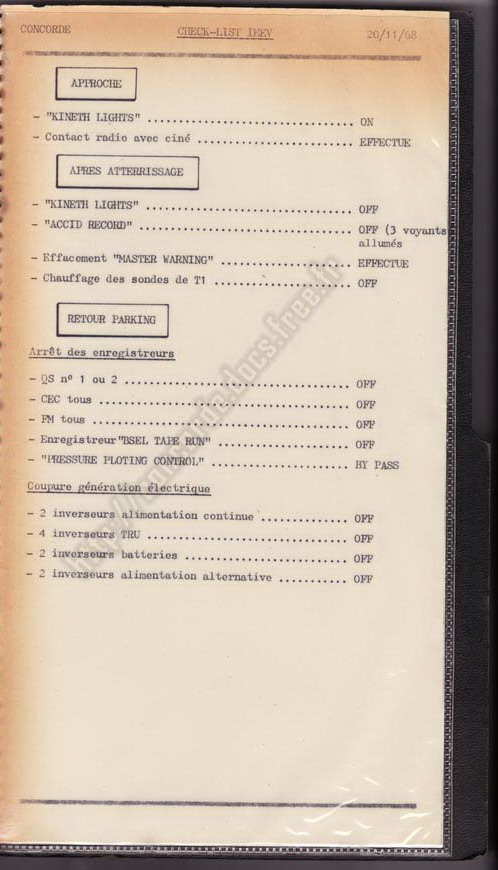 CONCORDE CHECK-LIST IEEV 20/11/68
APPROCHE
- "KINETH LIGHTS" .................................... ON
- Contact radio avec ciné ........................... EFFECTUE
APRES ATTERRISSAGE
- "KINETH LIGHTS" .................................... OFF
- "ACCID RECORD" ..................................... OFF (3 voyants
allumés
- Effacement "MASTER WARNING" ....................... EFFECTUE
- Chauffage des sondes de T1 ........................ OFF
RETOUR PARKING
Arrêt des enregistreurs
- QS n° 1 ou 2 ....................................... OFF
- CEC tous ........................................... OFF
- FM tous ............................................ OFF
- Enregistreur "BSEL TAPE RUN" ....................... OFF
- "PRESSURE PLOTING CONTROL" ........................ BY PASS
Coupure génération électrique
- 2 inverseurs alimentation continue .............. OFF
- 4 inverseurs TRU ................................... OFF
- 2 inverseurs batteries ............................ OFF
- 2 inverseurs alimentation alternative ........... OFF